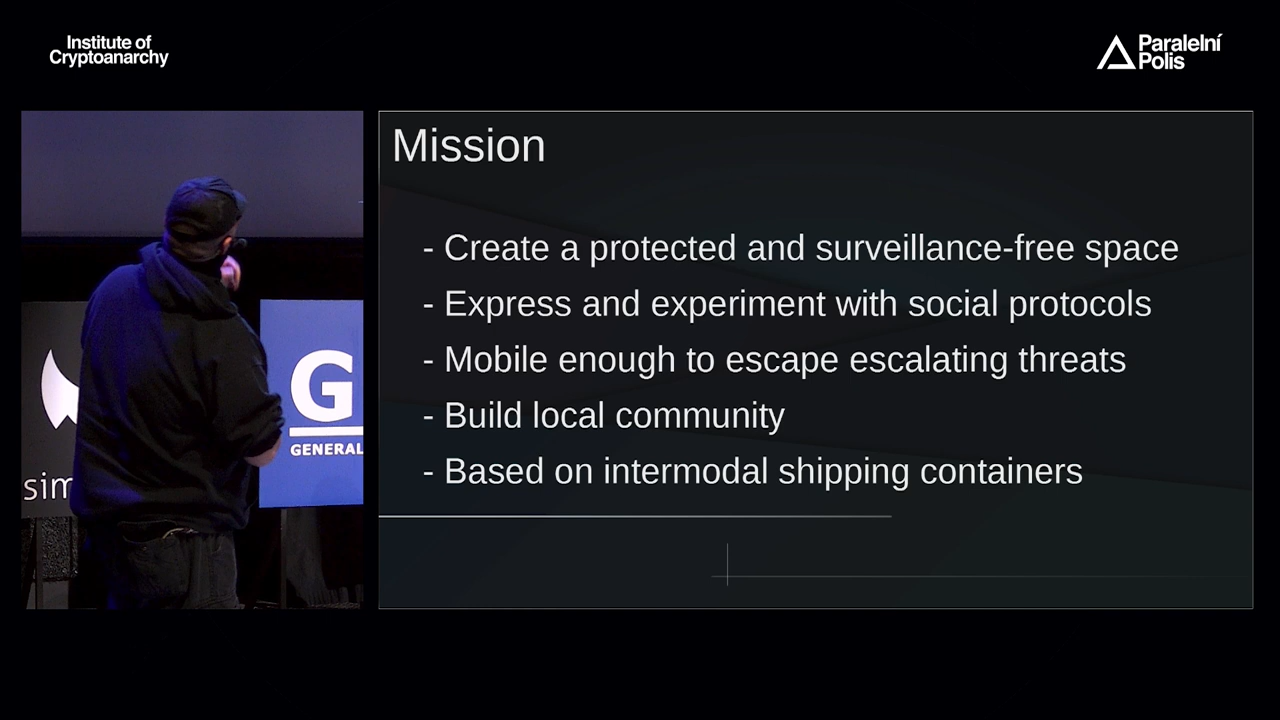 Institute of
Cryptoanarchy
Paralelní
Polis
Mission
- Create a protected and surveillance-free space
- Express and experiment with social protocols
- Mobile enough to escape escalating threats
- Build local community
- Based on intermodal shipping containers
G
GENERAL
sim